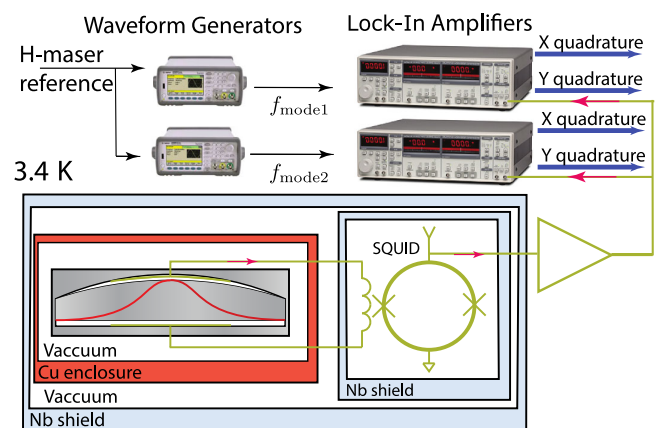 Waveform Generators
Lock-In Amplifiers
H-maser
reference
X quadrature
Y quadrature
f_mode1
X quadrature
Y quadrature
f_mode2
3.4 K
SQUID
Vaccuum
Cu enclosure
Vaccuum
Nb shield
Nb shield